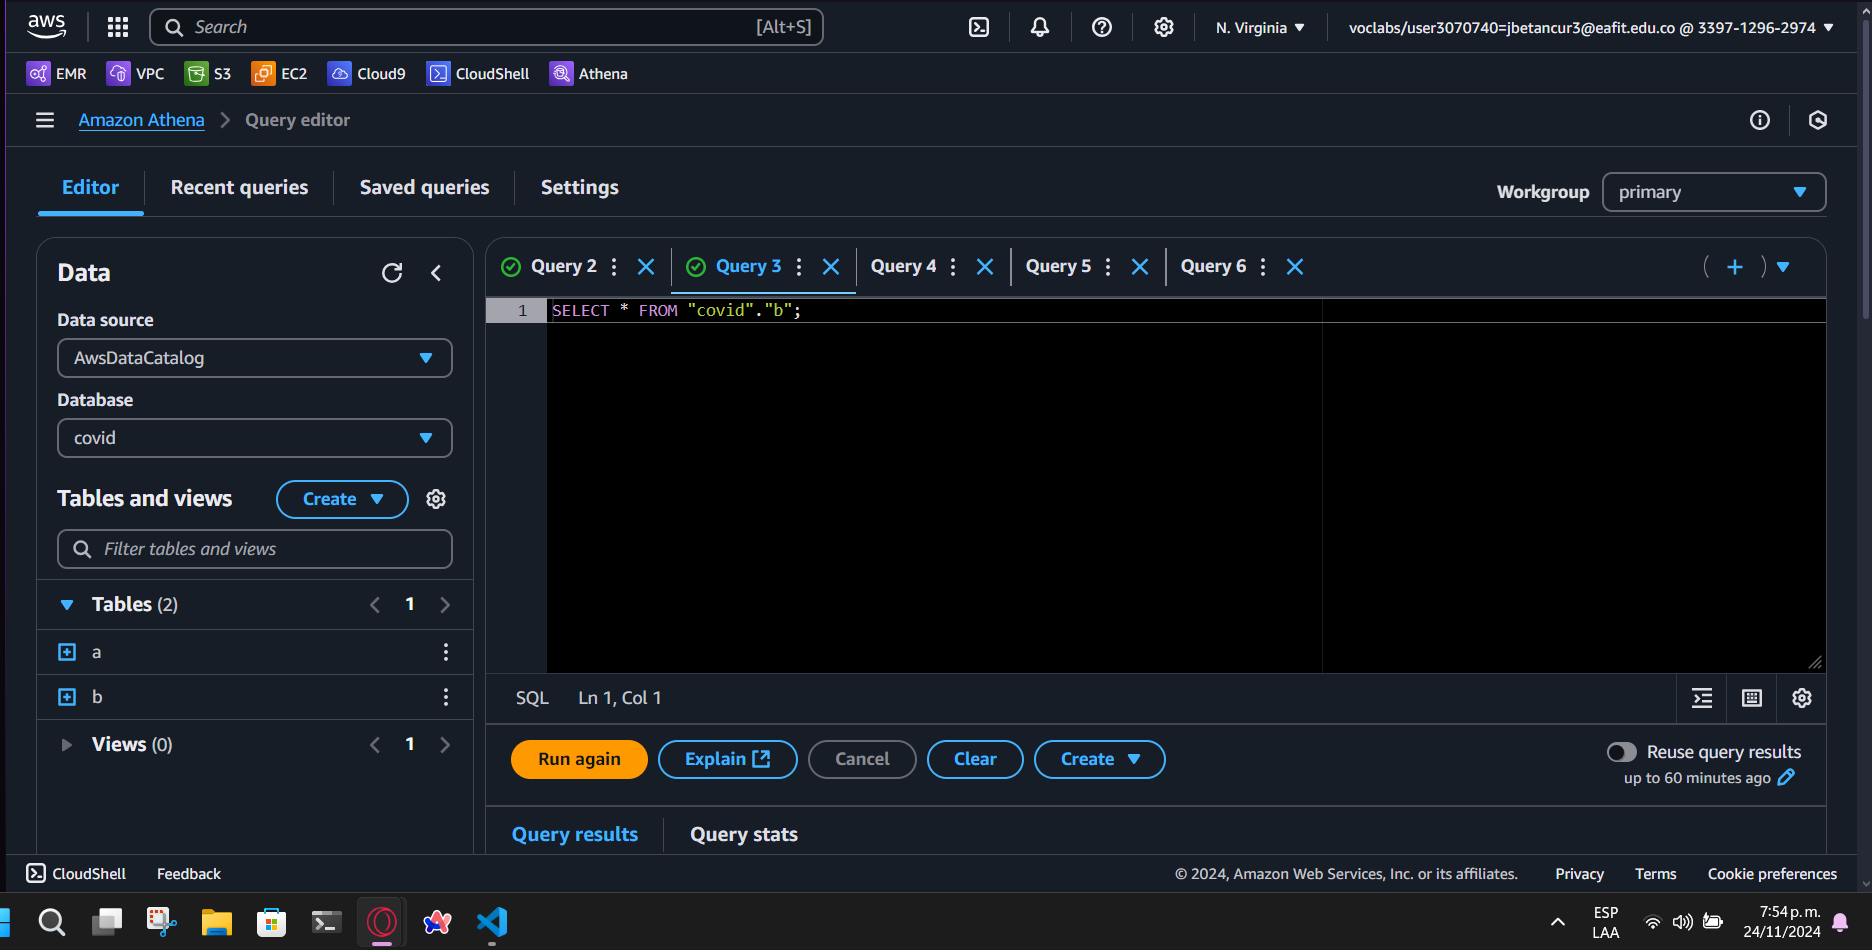 aws
Search [Alt+S]
N. Virginia
voclabs/user3070740=jbetancur3@eafit.edu.co @ 3397-1296-2974
EMR VPC S3 EC2 Cloud9 CloudShell Athena
Amazon Athena Query editor
Editor Recent queries Saved queries Settings
Workgroup primary
Data
Data source
AwsDataCatalog
Database
covid
Tables and views Create
Filter tables and views
Tables (2) 1
a
b
Views (0) 1
Query 2 Query 3 Query 4 Query 5 Query 6
1 SELECT * FROM "covid"."b";
SQL Ln 1, Col 1
Run again Explain Cancel Clear Create
Reuse query results
up to 60 minutes ago
Query results Query stats
CloudShell Feedback
© 2024, Amazon Web Services, Inc. or its affiliates. Privacy Terms Cookie preferences
ESP
LAA
7:54 p. m.
24/11/2024